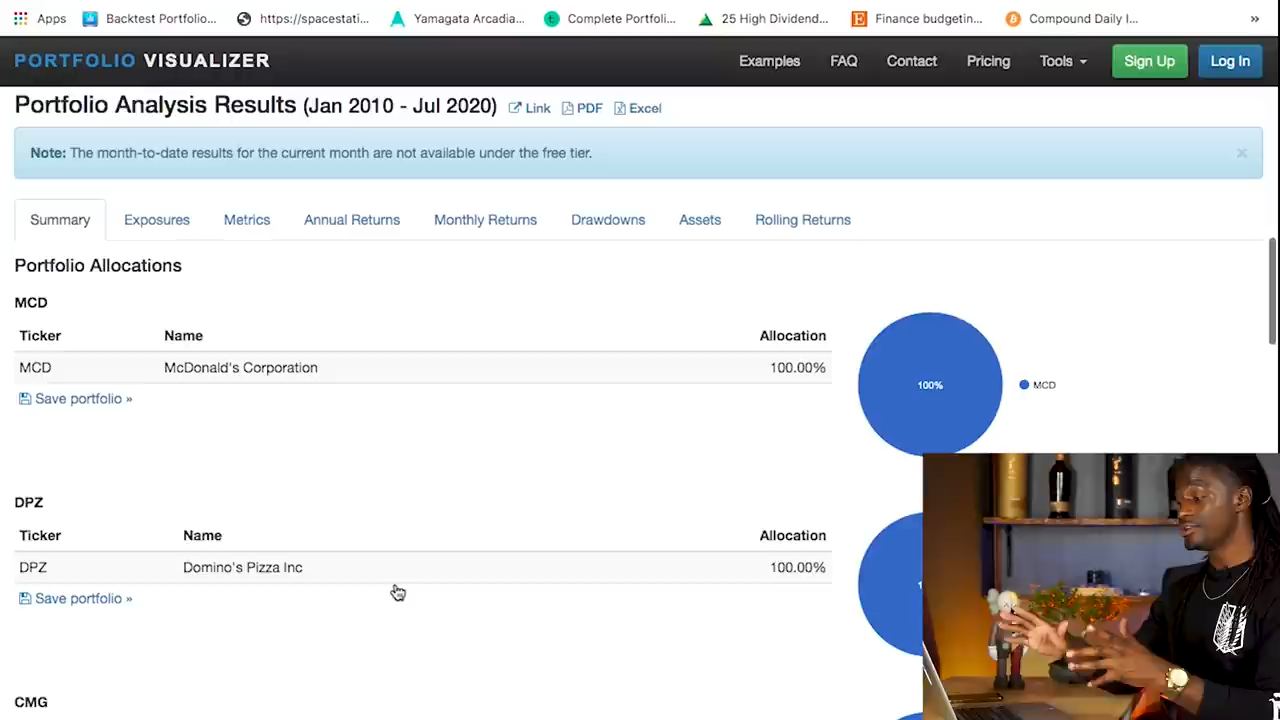 Apps Backtest Portfolio... https://spacestati... Yamagata Arcadia... Complete Portfoli... 25 High Dividend... Finance budgetin... Compound Daily I... »
PORTFOLIO VISUALIZER Examples FAQ Contact Pricing Tools Sign Up Log In
Portfolio Analysis Results (Jan 2010 - Jul 2020) Link PDF Excel
Note: The month-to-date results for the current month are not available under the free tier. ×
Summary Exposures Metrics Annual Returns Monthly Returns Drawdowns Assets Rolling Returns
Portfolio Allocations
MCD
Ticker Name Allocation
MCD McDonald's Corporation 100.00%
Save portfolio »
100% MCD
DPZ
Ticker Name Allocation
DPZ Domino's Pizza Inc 100.00%
Save portfolio »
CMG